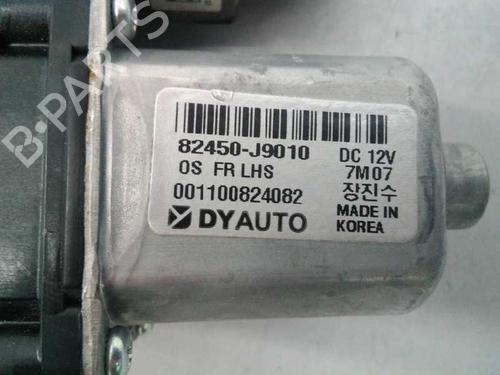 82450-J9010 DC 12V
OS FR LHS 7M07
001100824082 장진수
DYAUTO MADE IN
KOREA
B-PARTS